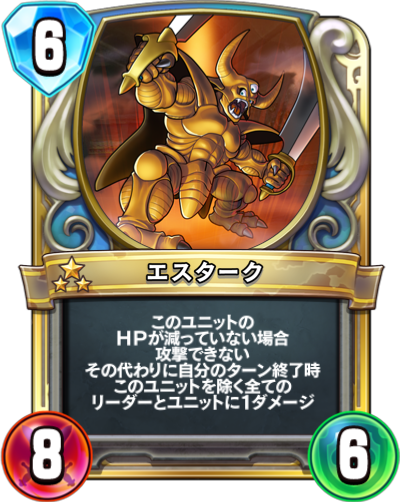 6
エスターク
このユニットの
HPが減っていない場合
攻撃できない
その代わりに自分のターン終了時
このユニットを除く全ての
リーダーとユニットに1ダメージ
8
6